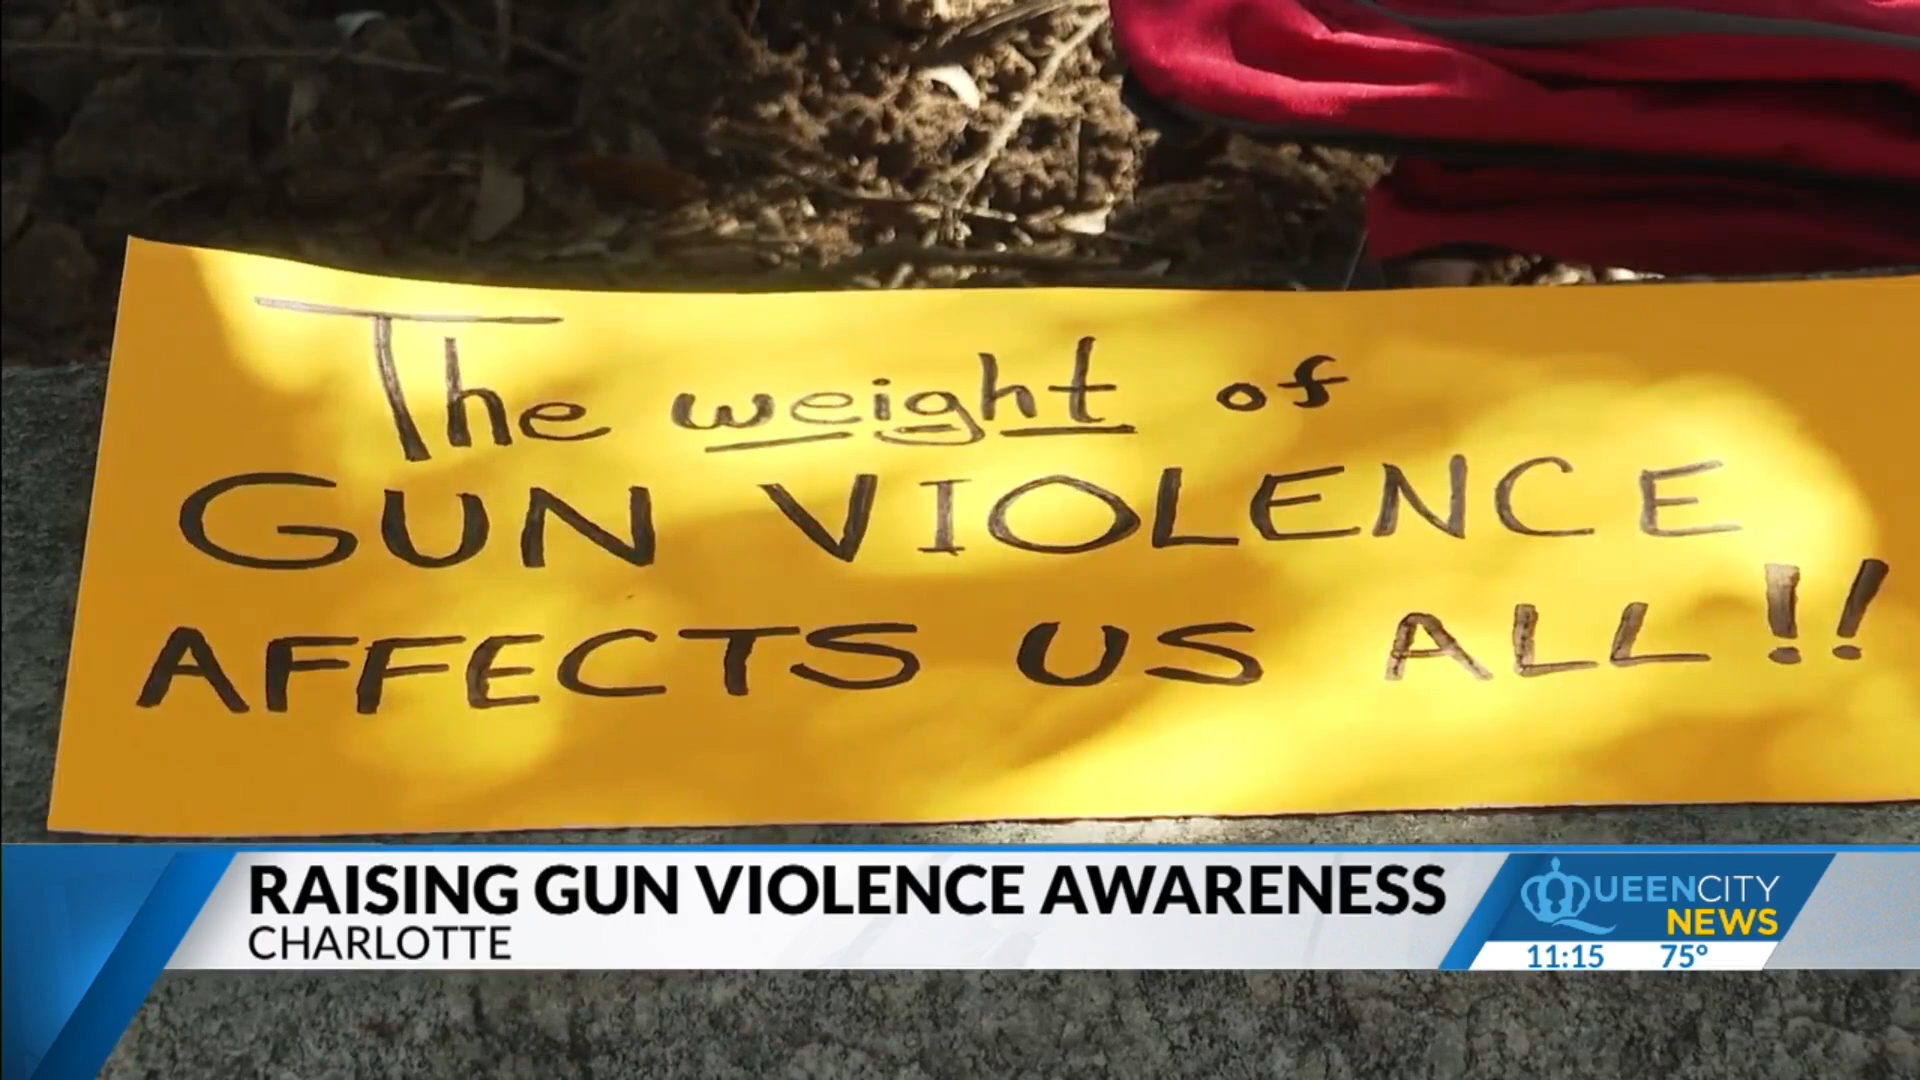 The weight of
GUN VIOLENCE
AFFECTS US ALL!!
RAISING GUN VIOLENCE AWARENESS
CHARLOTTE
QUEENCITY
NEWS
11:15 75°